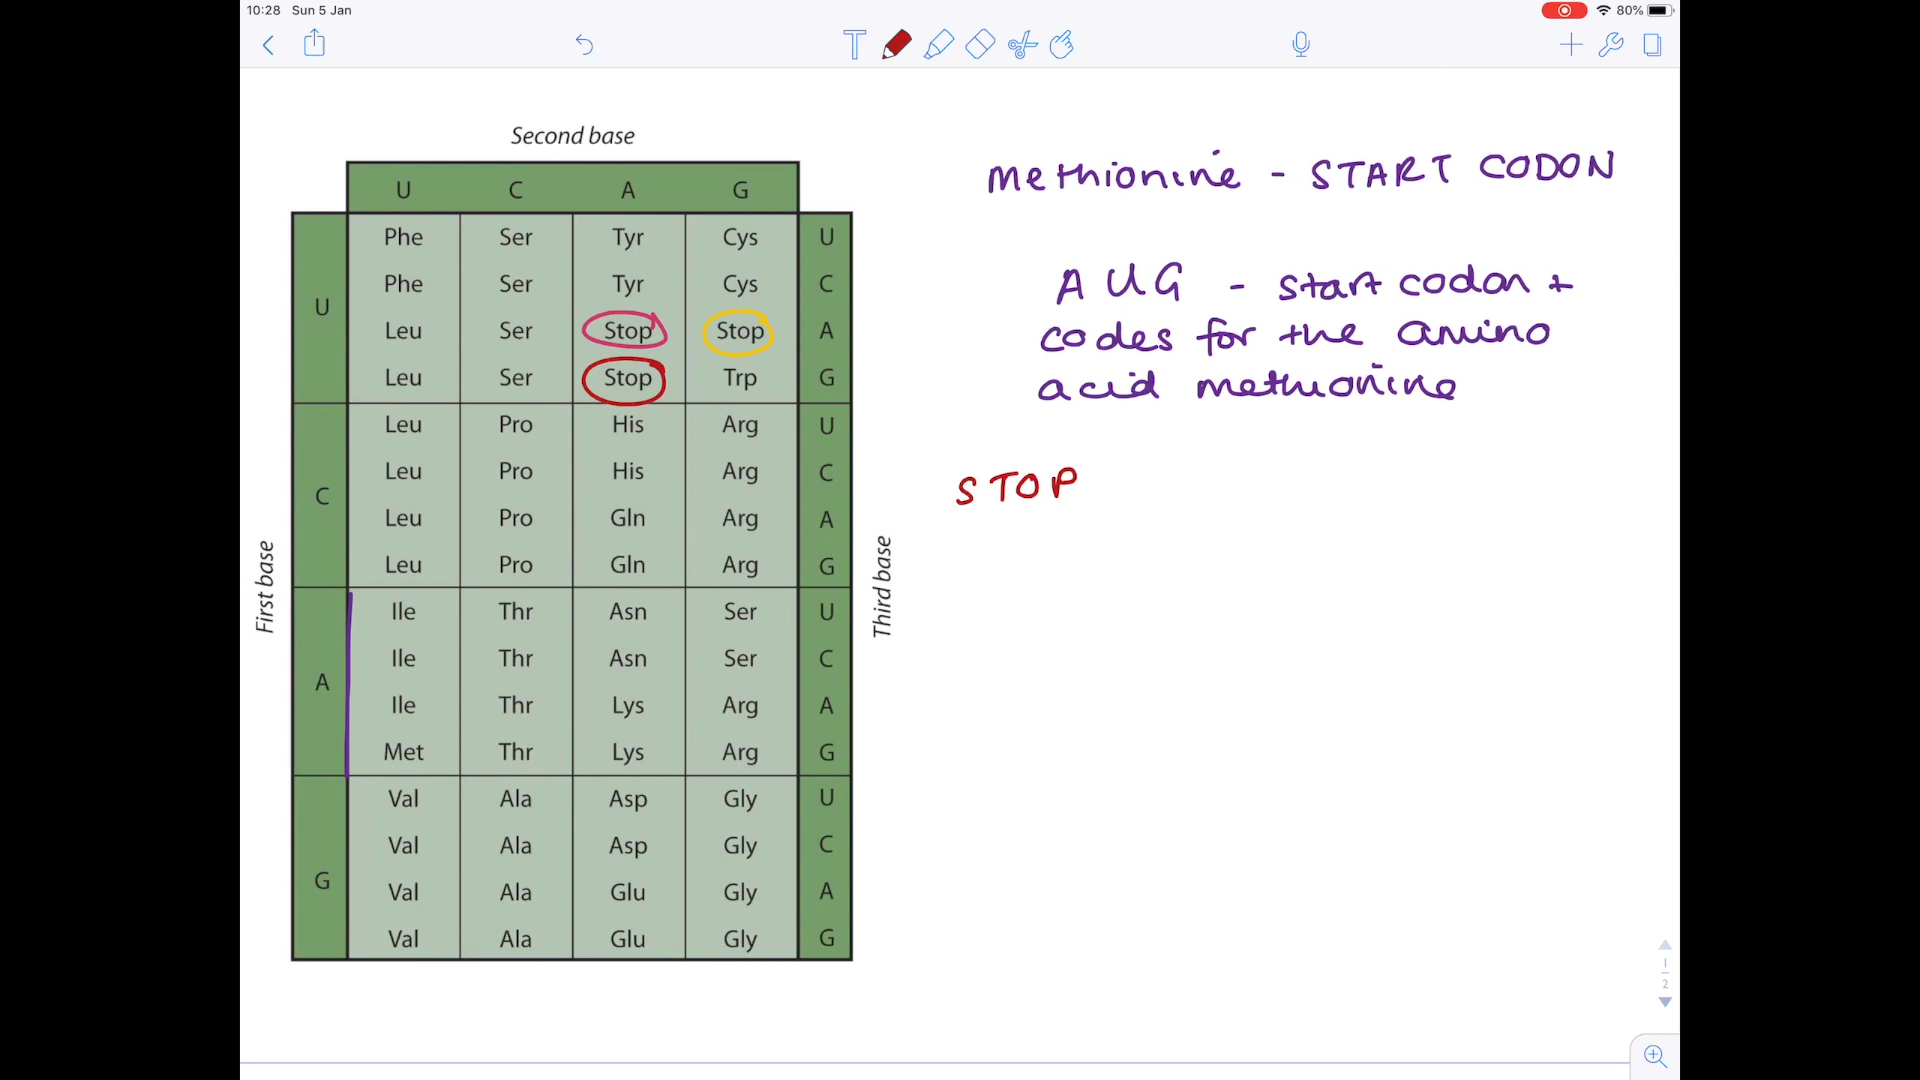 10:28 Sun 5 Jan
80%
T
Second base
U C A G
Phe Ser Tyr Cys U
Phe Ser Tyr Cys C
U
Leu Ser Stop Stop A
Leu Ser Stop Trp G
Leu Pro His Arg U
Leu Pro His Arg C
C
Leu Pro Gln Arg A
Leu Pro Gln Arg G
First base
Third base
Ile Thr Asn Ser U
Ile Thr Asn Ser C
A
Ile Thr Lys Arg A
Met Thr Lys Arg G
Val Ala Asp Gly U
Val Ala Asp Gly C
G
Val Ala Glu Gly A
Val Ala Glu Gly G
Methionine - START CODON
AUG - start codon +
codes for the amino
acid methionine
STOP
1
2